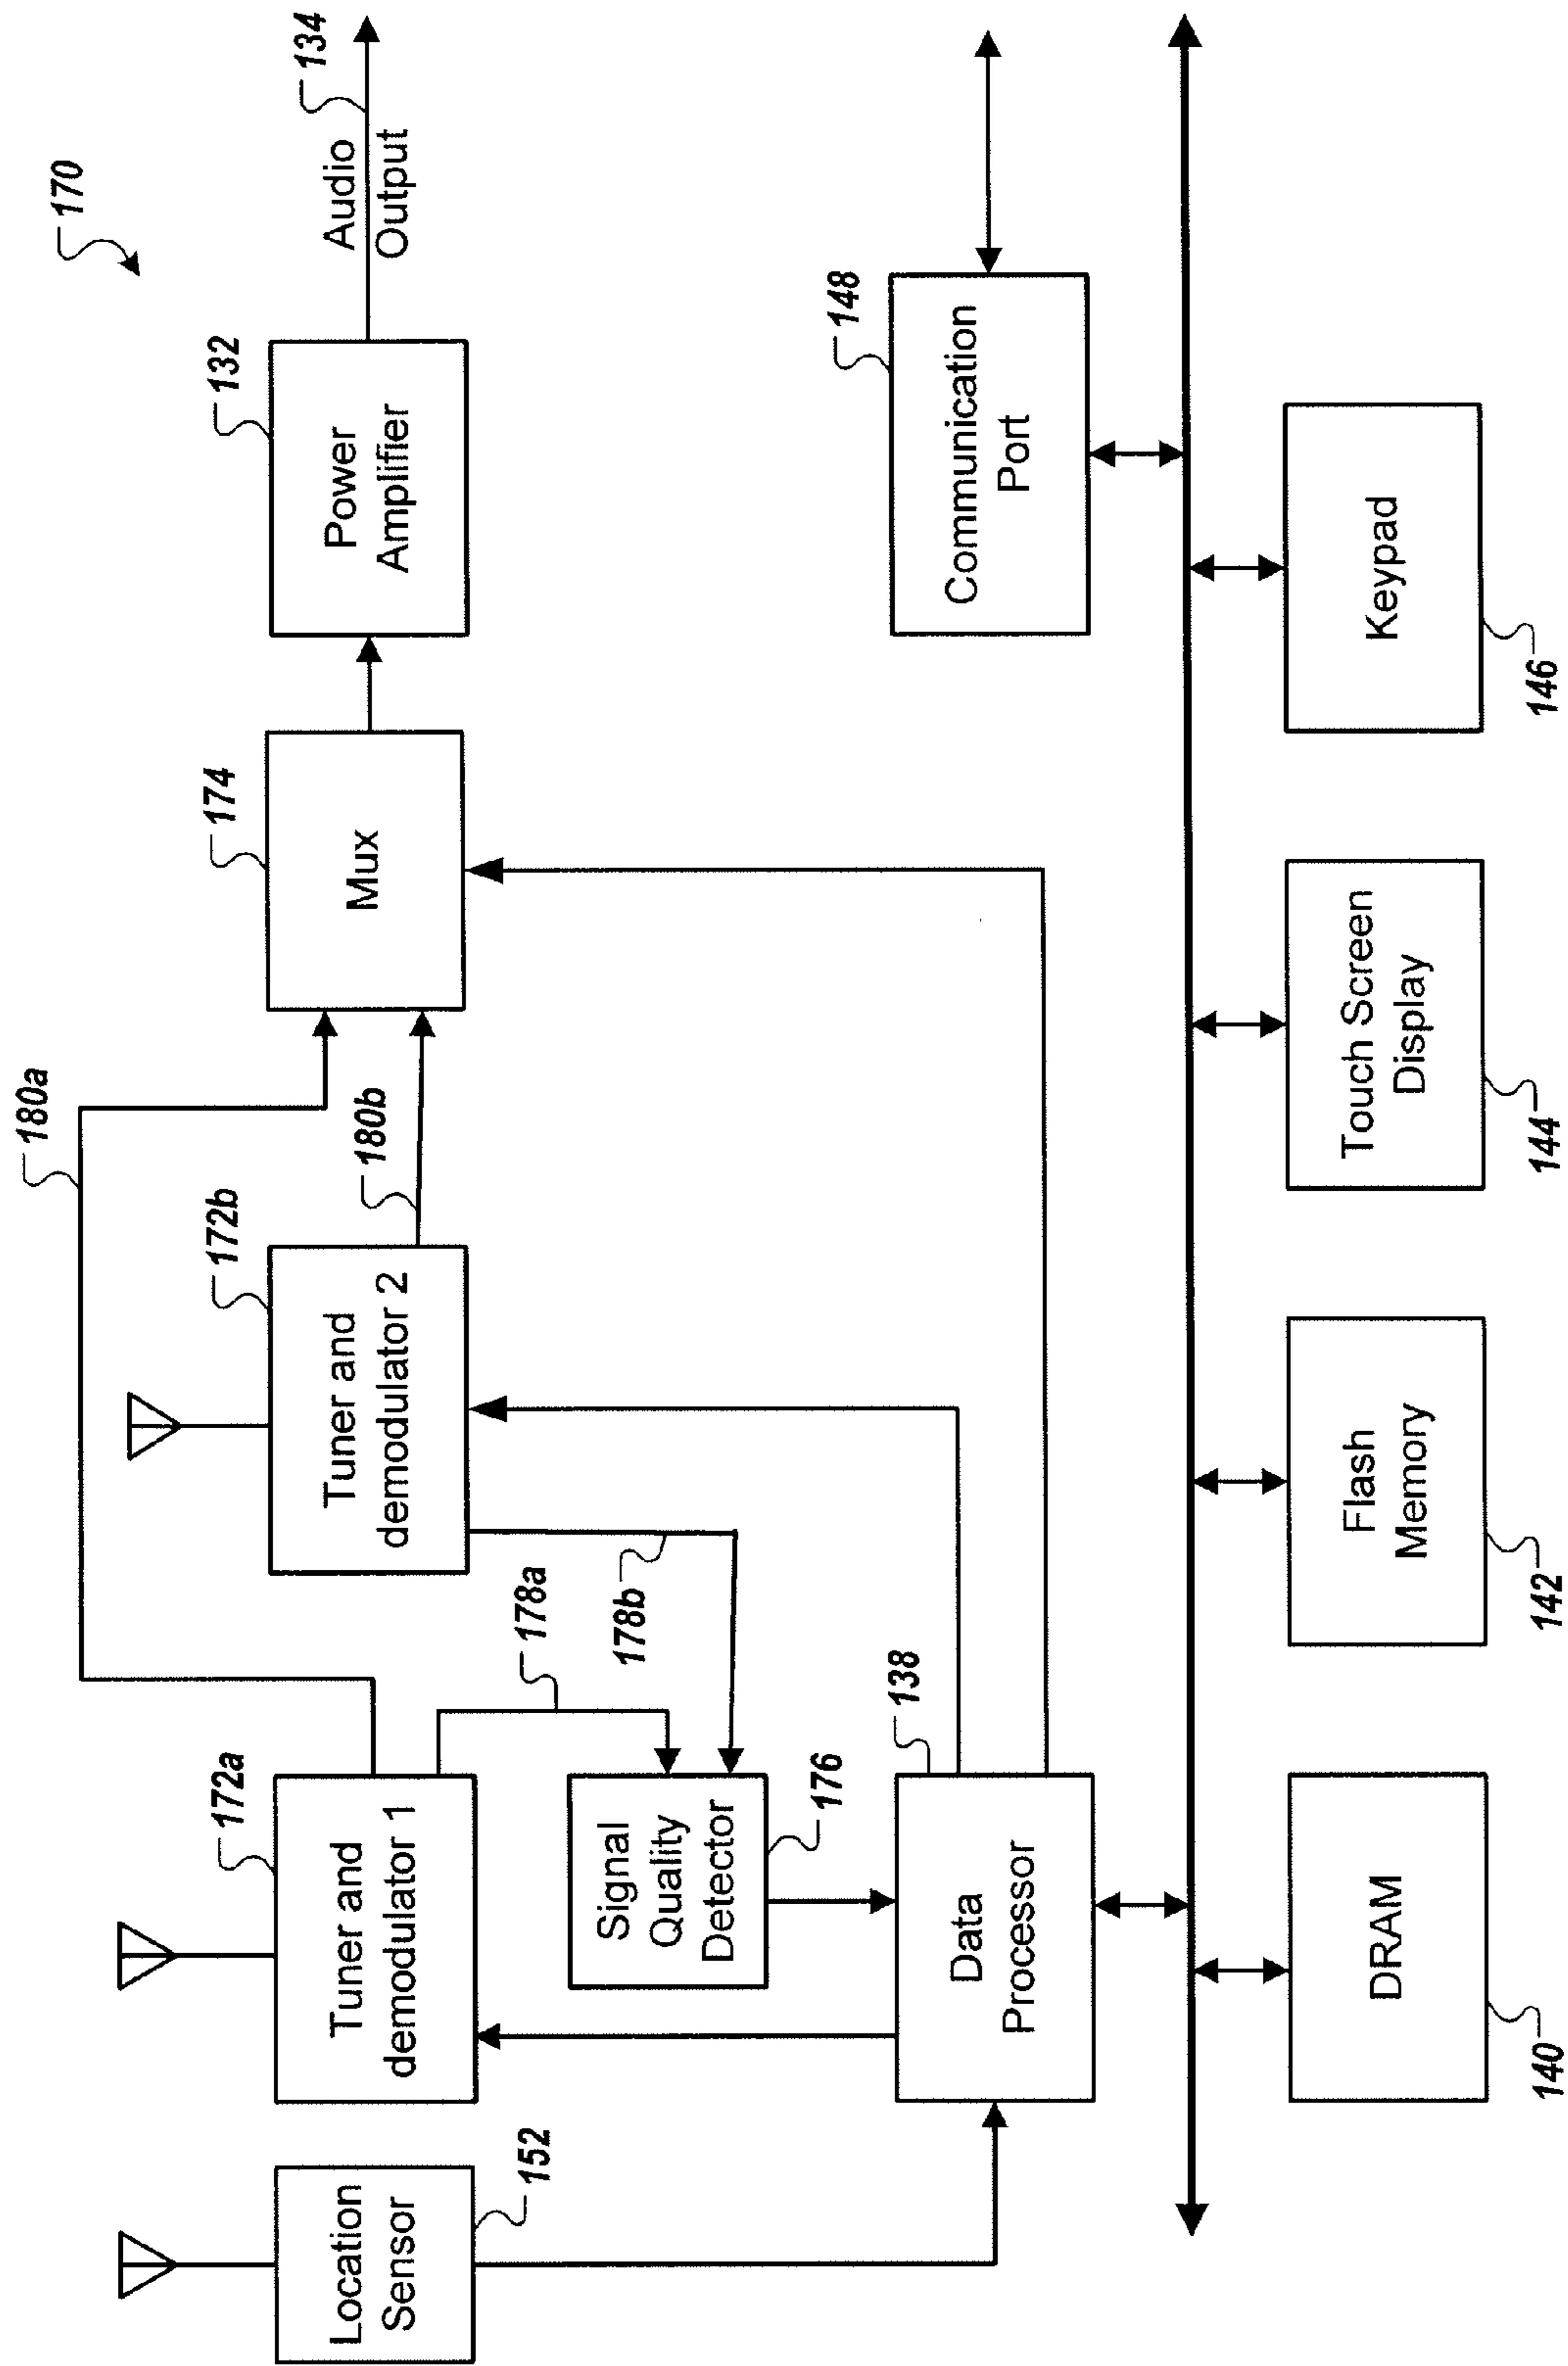 170
180a
172a
Tuner and
demodulator 1
172b
Tuner and
demodulator 2
180b
174
Mux
132
Power
Amplifier
Audio
Output
134
Location
Sensor
152
178a
178b
Signal
Quality
Detector
176
138
Data
Processor
148
Communication
Port
DRAM
140
Flash
Memory
142
Touch Screen
Display
144
Keypad
146